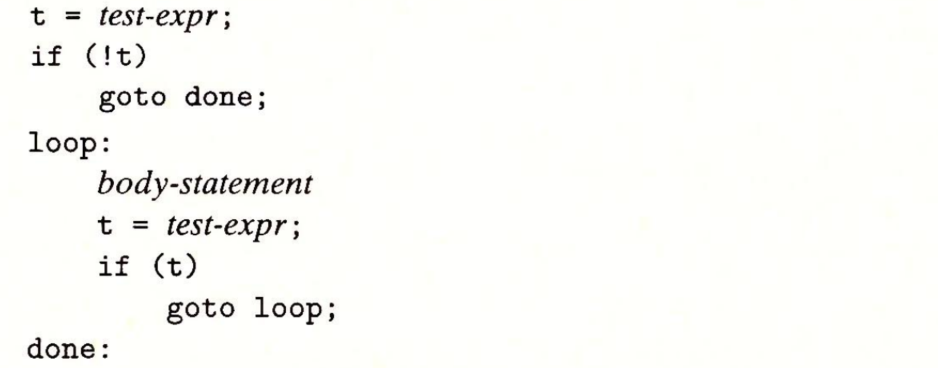 t = test-expr;
if (!t)
goto done;
loop:
body-statement
t = test-expr;
if (t)
goto loop;
done: